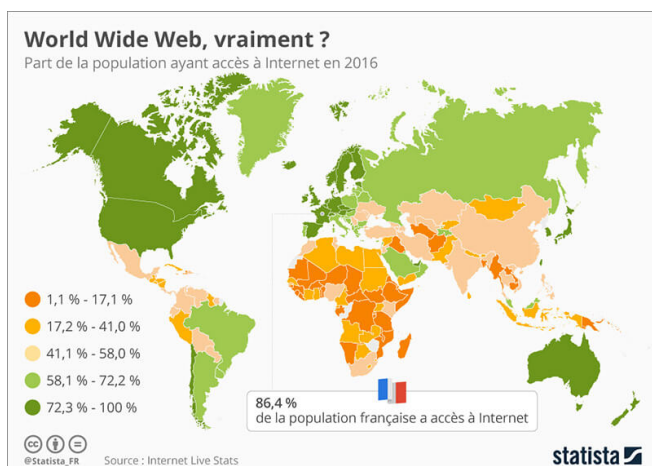 World Wide Web, vraiment ?
Part de la population ayant accès à Internet en 2016
1,1 % - 17,1 %
17,2 % - 41,0 %
41,1 % - 58,0 %
58,1 % - 72,2 %
72,3 % - 100 %
86,4 %
de la population française a accès à Internet
@Statista_FR
Source : Internet Live Stats
statista